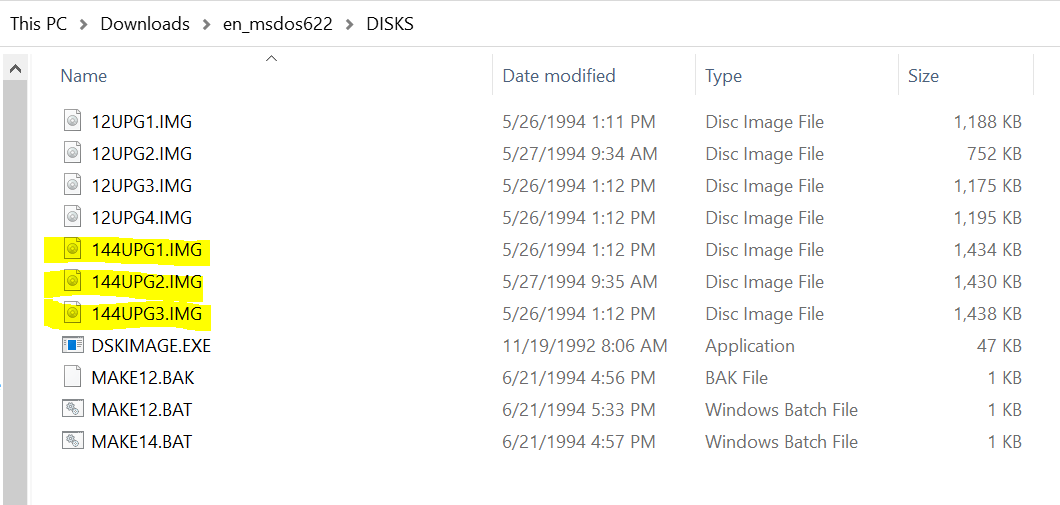 This PC > Downloads > en_msdos622 > DISKS
Name Date modified Type Size
12UPG1.IMG 5/26/1994 1:11 PM Disc Image File 1,188 KB
12UPG2.IMG 5/27/1994 9:34 AM Disc Image File 752 KB
12UPG3.IMG 5/26/1994 1:12 PM Disc Image File 1,175 KB
12UPG4.IMG 5/26/1994 1:12 PM Disc Image File 1,195 KB
144UPG1.IMG 5/26/1994 1:12 PM Disc Image File 1,434 KB
144UPG2.IMG 5/27/1994 9:35 AM Disc Image File 1,430 KB
144UPG3.IMG 5/26/1994 1:12 PM Disc Image File 1,438 KB
DSKIMAGE.EXE 11/19/1992 8:06 AM Application 47 KB
MAKE12.BAK 6/21/1994 4:56 PM BAK File 1 KB
MAKE12.BAT 6/21/1994 5:33 PM Windows Batch File 1 KB
MAKE14.BAT 6/21/1994 4:57 PM Windows Batch File 1 KB